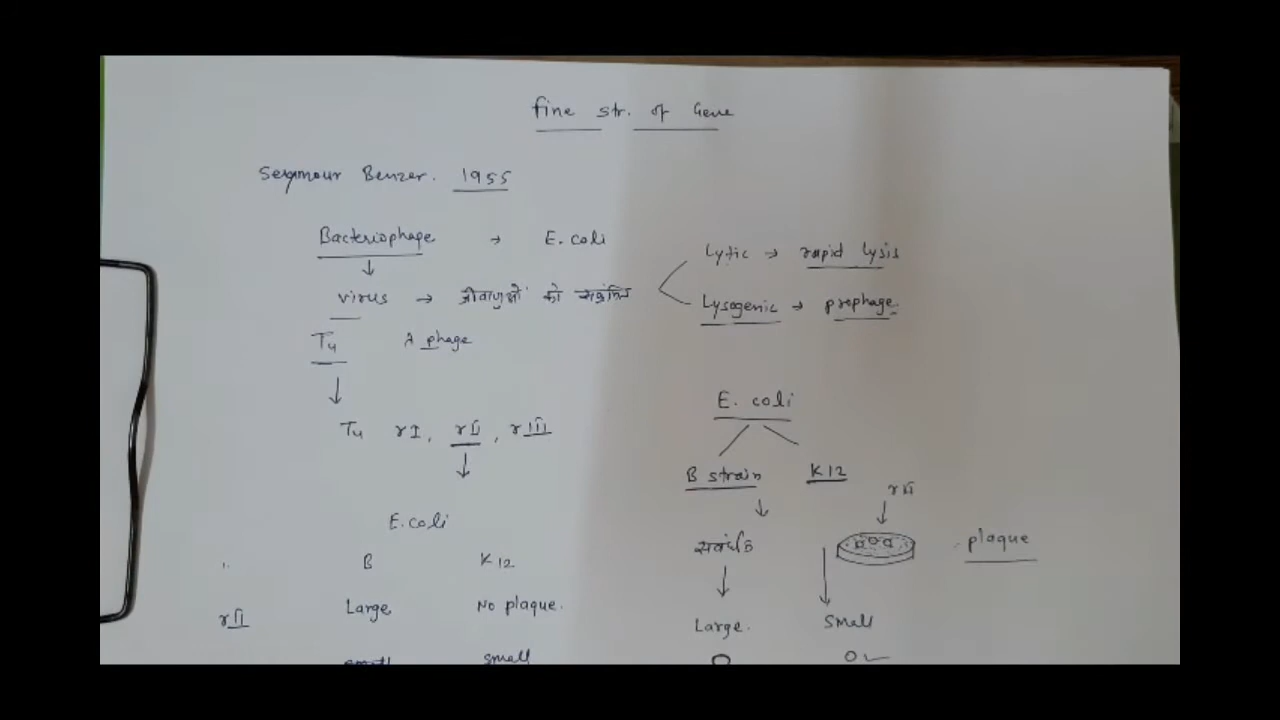 fine str. of Gene
Seymour Benzer. 1955
Bacteriophage → E. coli
↓
virus → जीवाणुओं को संक्रमित
Lytic → rapid lysis
Lysogenic → prophage.
T4 λ phage
↓
T4 rI, rII, rIII
↓
E. coli
B K12
rII Large No plaque.
small small
E. coli
B strain K12
rII
↓
plaque
Large. Small